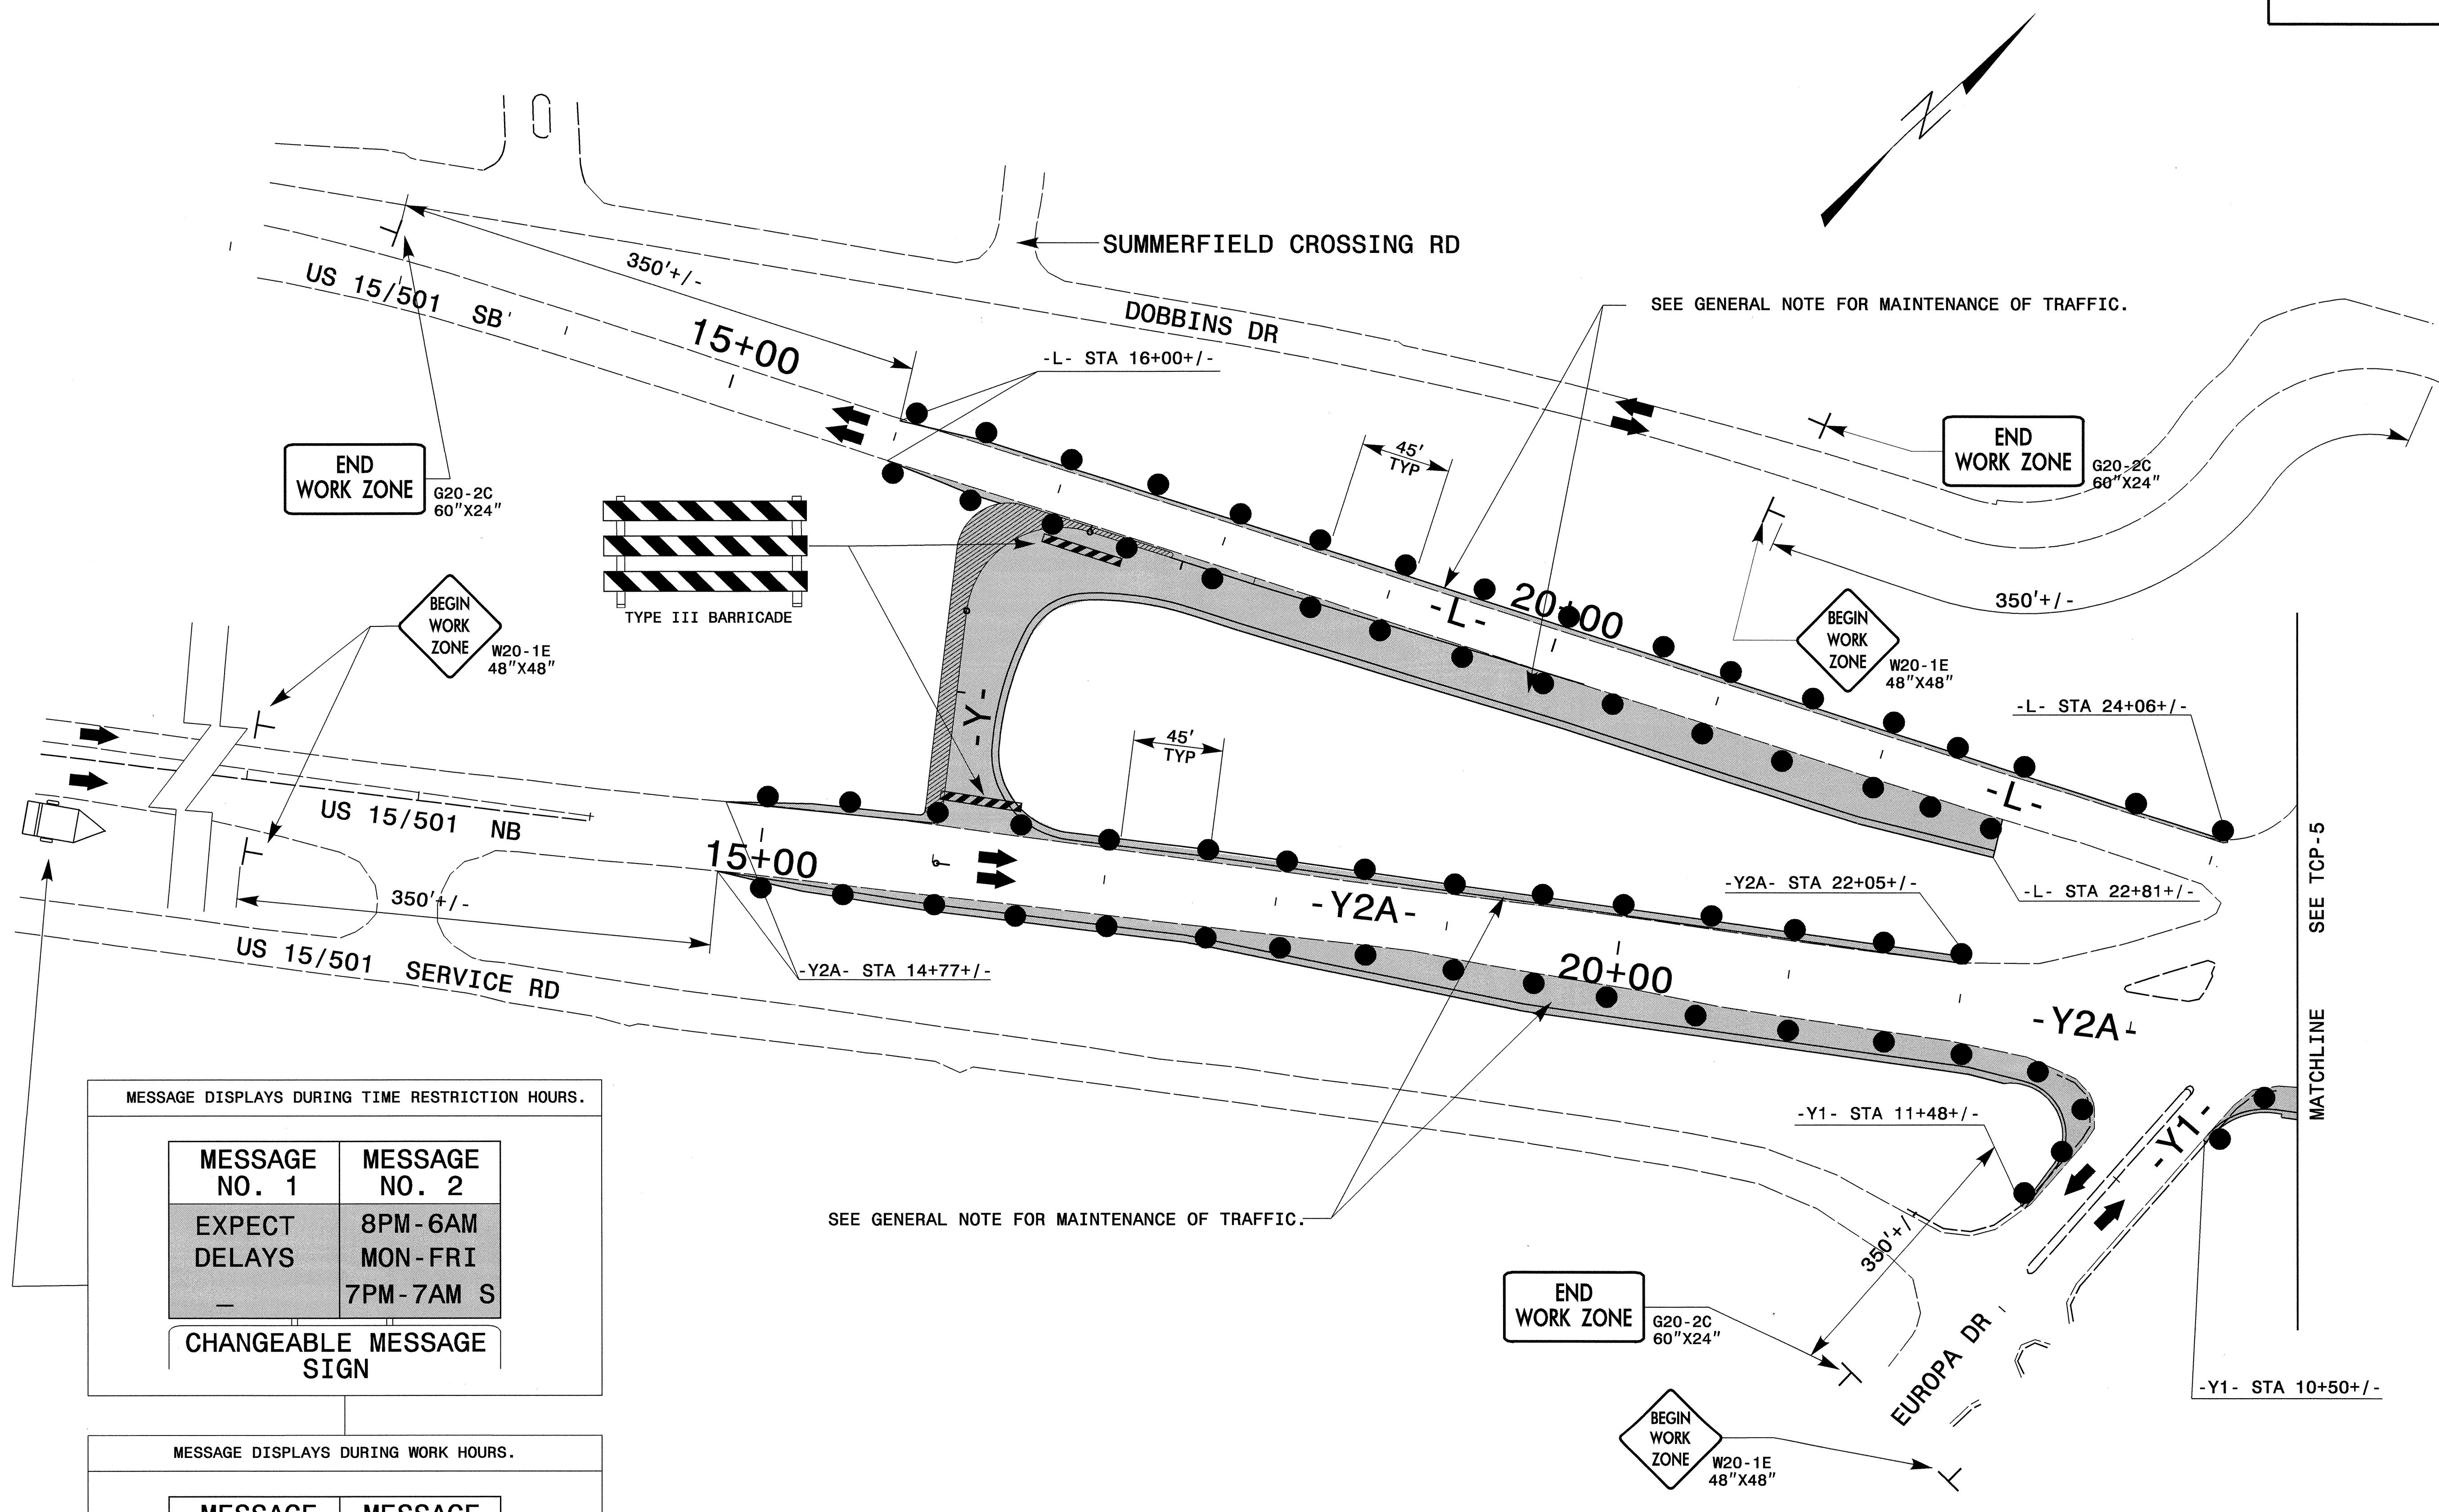 SUMMERFIELD CROSSING RD
350'+/-
US 15/501 SB
15+00
DOBBINS DR
SEE GENERAL NOTE FOR MAINTENANCE OF TRAFFIC.
-L- STA 16+00+/-
END
WORK ZONE
G20-2C
60"X24"
45'
TYP
END
WORK ZONE
G20-2C
60"X24"
TYPE III BARRICADE
BEGIN
WORK
ZONE
W20-1E
48"X48"
-L-
20+00
350'+/-
BEGIN
WORK
ZONE
W20-1E
48"X48"
-Y-
-L- STA 24+06+/-
45'
TYP
-L-
US 15/501 NB
15+00
-Y2A-
-Y2A- STA 22+05+/-
-L- STA 22+81+/-
MATCHLINE SEE TCP-5
350'+/-
US 15/501 SERVICE RD
-Y2A- STA 14+77+/-
20+00
-Y2A-
MESSAGE DISPLAYS DURING TIME RESTRICTION HOURS.
MESSAGE
NO. 1
MESSAGE
NO. 2
EXPECT
DELAYS
_
8PM-6AM
MON-FRI
7PM-7AM S
CHANGEABLE MESSAGE
SIGN
-Y1- STA 11+48+/-
-Y1-
SEE GENERAL NOTE FOR MAINTENANCE OF TRAFFIC.
350'+/-
END
WORK ZONE
G20-2C
60"X24"
EUROPA DR
-Y1- STA 10+50+/-
BEGIN
WORK
ZONE
W20-1E
48"X48"
MESSAGE DISPLAYS DURING WORK HOURS.
MESSAGE
MESSAGE